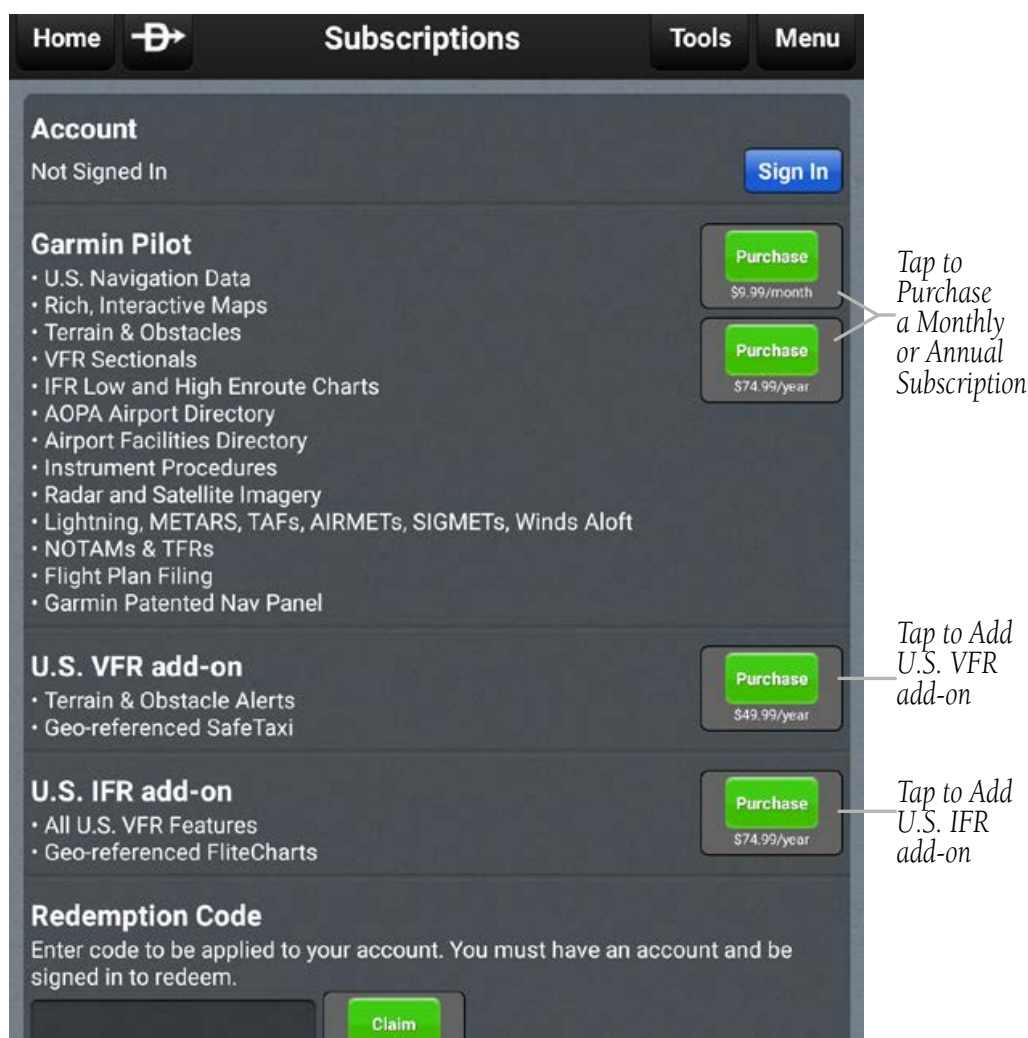 Home
Subscriptions
Tools
Menu
Account
Not Signed In
Sign In
Garmin Pilot
• U.S. Navigation Data
• Rich, Interactive Maps
• Terrain & Obstacles
• VFR Sectionals
• IFR Low and High Enroute Charts
• AOPA Airport Directory
• Airport Facilities Directory
• Instrument Procedures
• Radar and Satellite Imagery
• Lightning, METARS, TAFs, AIRMETs, SIGMETs, Winds Aloft
• NOTAMs & TFRs
• Flight Plan Filing
• Garmin Patented Nav Panel
Purchase
$9.99/month
Purchase
$74.99/year
Tap to
Purchase
a Monthly
or Annual
Subscription
U.S. VFR add-on
• Terrain & Obstacle Alerts
• Geo-referenced SafeTaxi
Purchase
$49.99/year
Tap to Add
U.S. VFR
add-on
U.S. IFR add-on
• All U.S. VFR Features
• Geo-referenced FliteCharts
Purchase
$74.99/year
Tap to Add
U.S. IFR
add-on
Redemption Code
Enter code to be applied to your account. You must have an account and be
signed in to redeem.
Claim